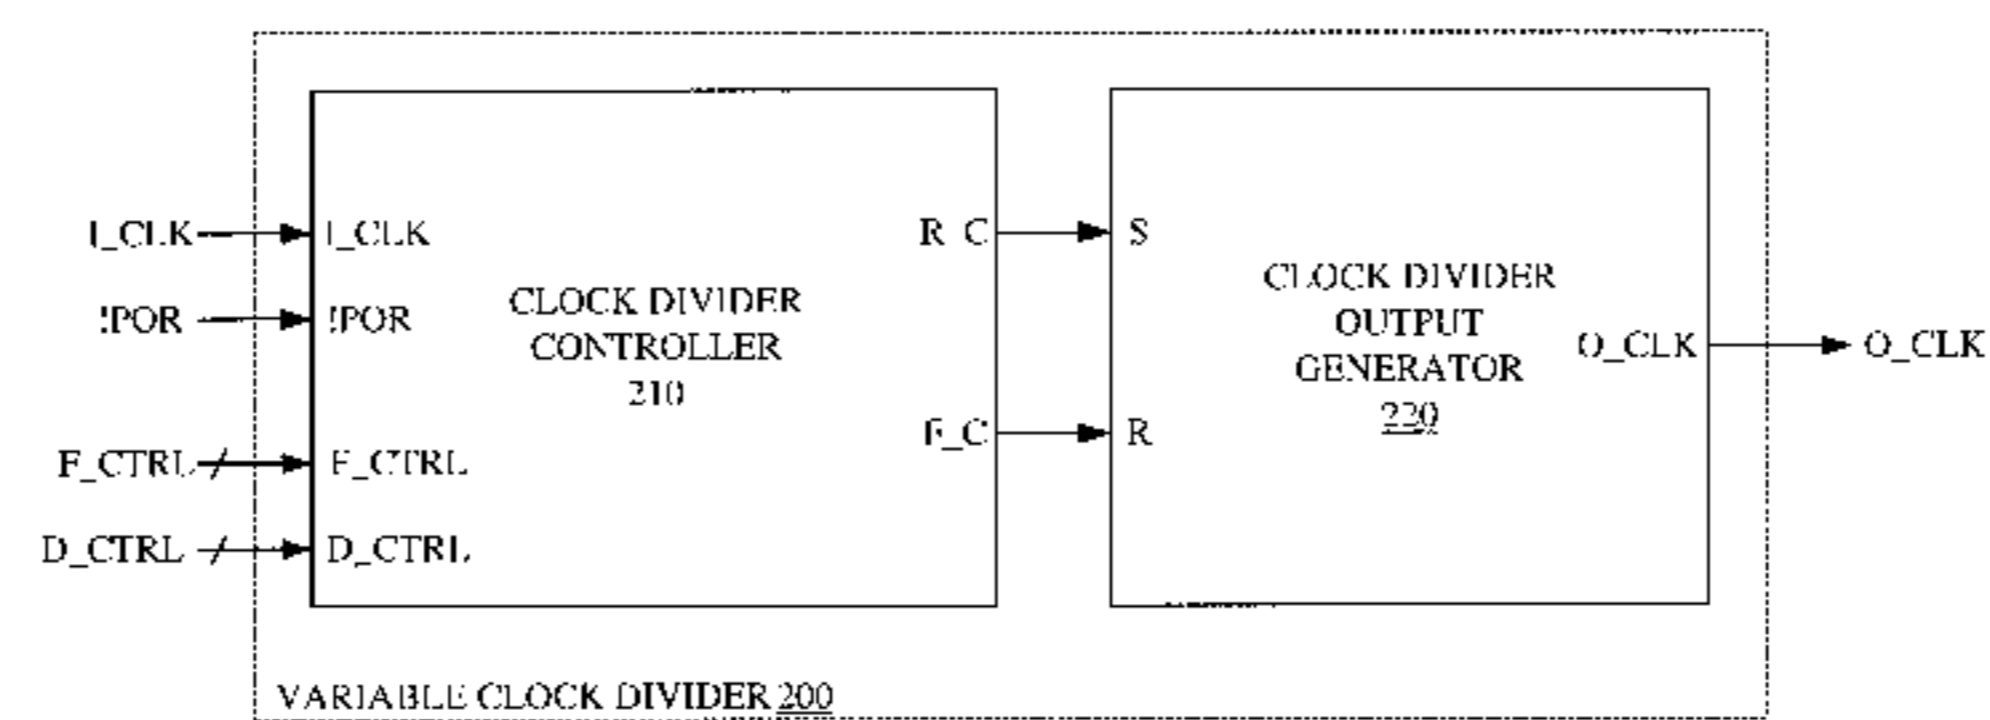 I_CLK
I_CLK
R_C
S
!POR
!POR
CLOCK DIVIDER
CONTROLLER
210
CLOCK DIVIDER
OUTPUT
GENERATOR
220
O_CLK
O_CLK
F_CTRL
F_CTRL
F_C
R
D_CTRL
D_CTRL
VARIABLE CLOCK DIVIDER 200